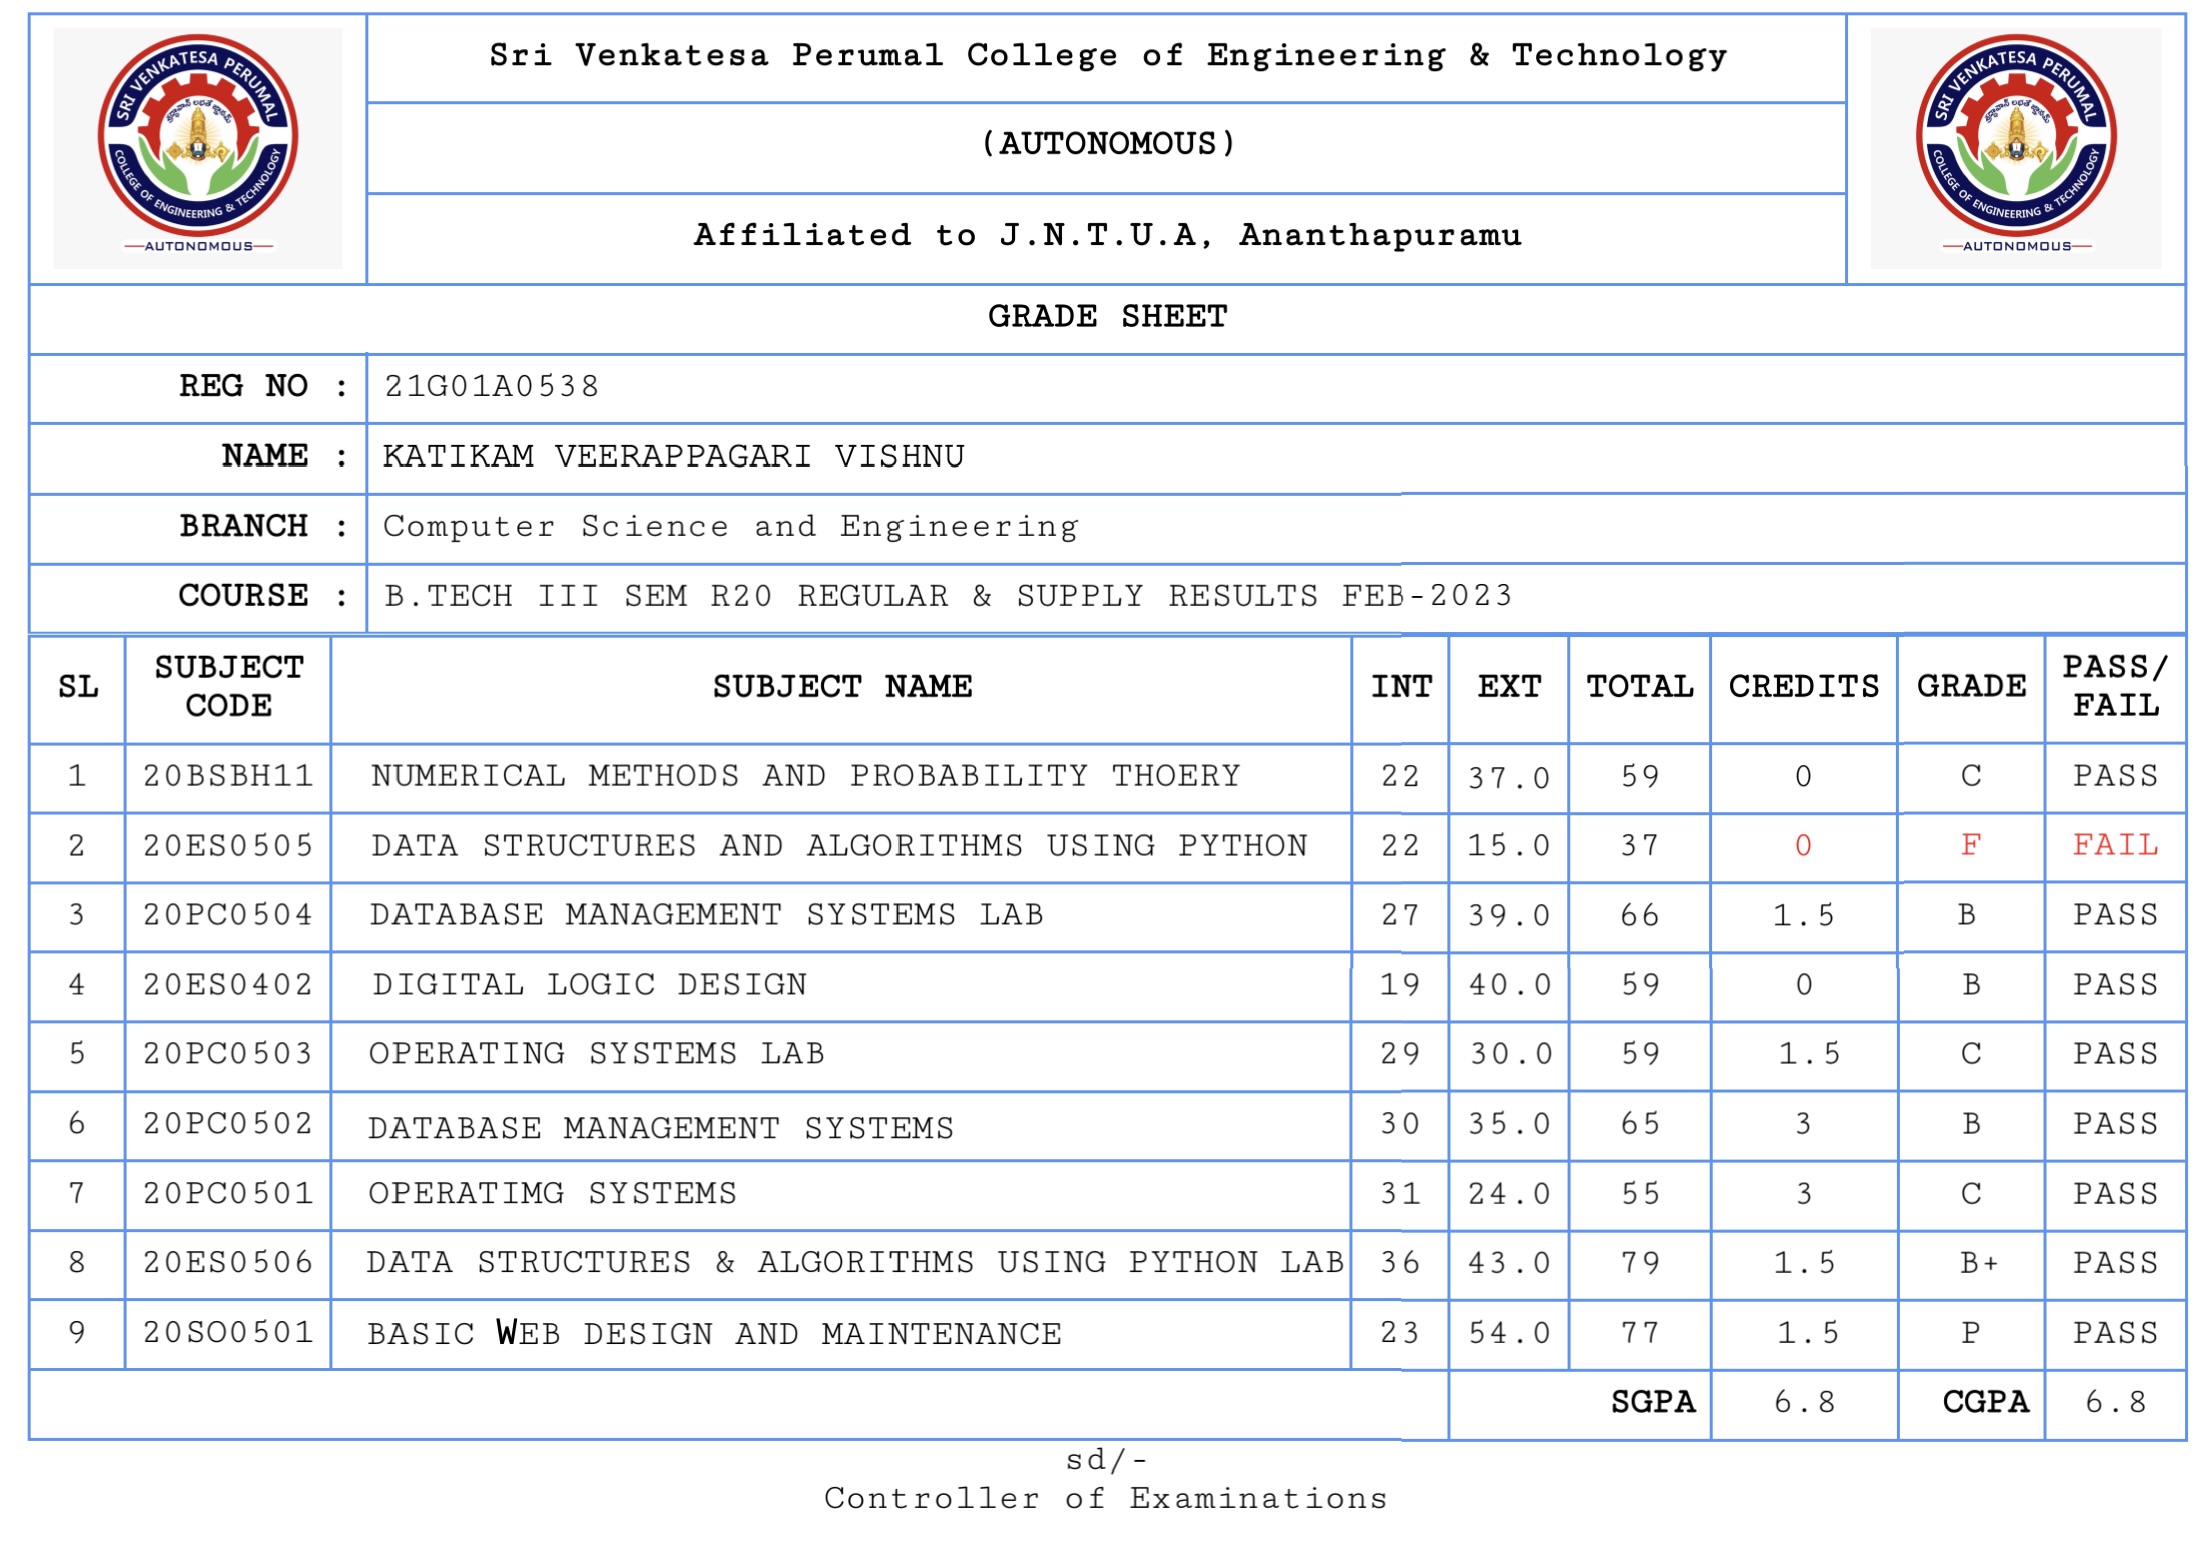 SRI VENKATESA PERUMAL
COLLEGE OF ENGINEERING & TECHNOLOGY
AUTONOMOUS
Sri Venkatesa Perumal College of Engineering & Technology
(AUTONOMOUS)
Affiliated to J.N.T.U.A, Ananthapuramu
SRI VENKATESA PERUMAL
COLLEGE OF ENGINEERING & TECHNOLOGY
AUTONOMOUS
GRADE SHEET
REG NO : 21G01A0538
NAME : KATIKAM VEERAPPAGARI VISHNU
BRANCH : Computer Science and Engineering
COURSE : B.TECH III SEM R20 REGULAR & SUPPLY RESULTS FEB-2023
SL SUBJECT CODE SUBJECT NAME INT EXT TOTAL CREDITS GRADE PASS/ FAIL
1 20BSBH11 NUMERICAL METHODS AND PROBABILITY THOERY 22 37.0 59 0 C PASS
2 20ES0505 DATA STRUCTURES AND ALGORITHMS USING PYTHON 22 15.0 37 0 F FAIL
3 20PC0504 DATABASE MANAGEMENT SYSTEMS LAB 27 39.0 66 1.5 B PASS
4 20ES0402 DIGITAL LOGIC DESIGN 19 40.0 59 0 B PASS
5 20PC0503 OPERATING SYSTEMS LAB 29 30.0 59 1.5 C PASS
6 20PC0502 DATABASE MANAGEMENT SYSTEMS 30 35.0 65 3 B PASS
7 20PC0501 OPERATIMG SYSTEMS 31 24.0 55 3 C PASS
8 20ES0506 DATA STRUCTURES & ALGORITHMS USING PYTHON LAB 36 43.0 79 1.5 B+ PASS
9 20SO0501 BASIC WEB DESIGN AND MAINTENANCE 23 54.0 77 1.5 P PASS
SGPA 6.8 CGPA 6.8
sd/-
Controller of Examinations